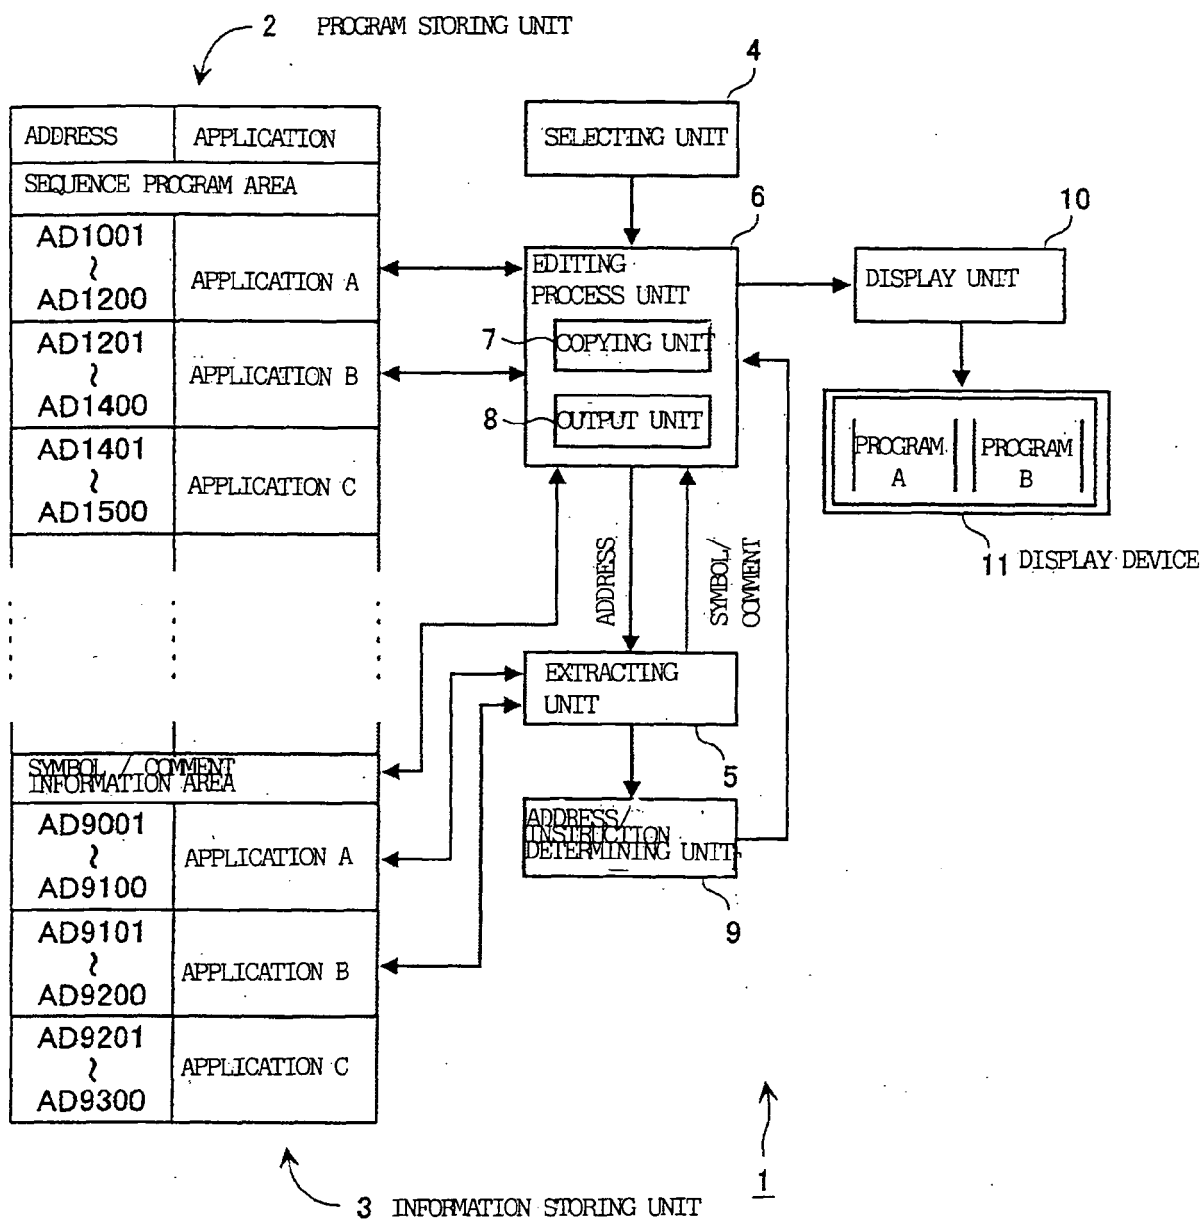 2 PROGRAM STORING UNIT
ADDRESS APPLICATION
SEQUENCE PROGRAM AREA
AD1001
~
AD1200
APPLICATION A
AD1201
~
AD1400
APPLICATION B
AD1401
~
AD1500
APPLICATION C
SYMBOL / COMMENT
INFORMATION AREA
AD9001
~
AD9100
APPLICATION A
AD9101
~
AD9200
APPLICATION B
AD9201
~
AD9300
APPLICATION C
3 INFORMATION STORING UNIT
4
SELECTING UNIT
6
EDITING
PROCESS UNIT
7
COPYING UNIT
8
OUTPUT UNIT
ADDRESS
SYMBOL/
COMMENT
EXTRACTING
UNIT
5
ADDRESS/
INSTRUCTION
DETERMINING UNIT
9
10
DISPLAY UNIT
PROGRAM
A
PROGRAM
B
11 DISPLAY DEVICE
1